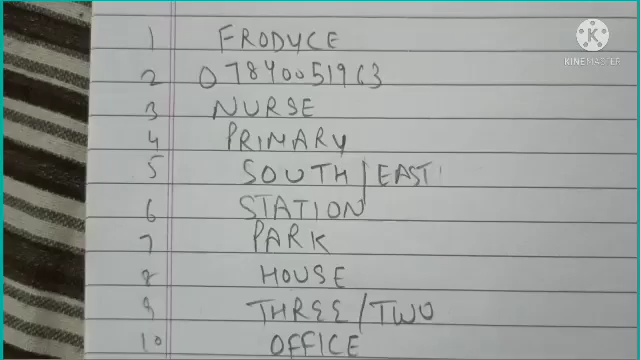 1 FRODYCE
2 07840051963
3 NURSE
4 PRIMARY
5 SOUTH/EAST
6 STATION
7 PARK
8 HOUSE
9 THREE/TWO
10 OFFICE
K
KINEMASTER